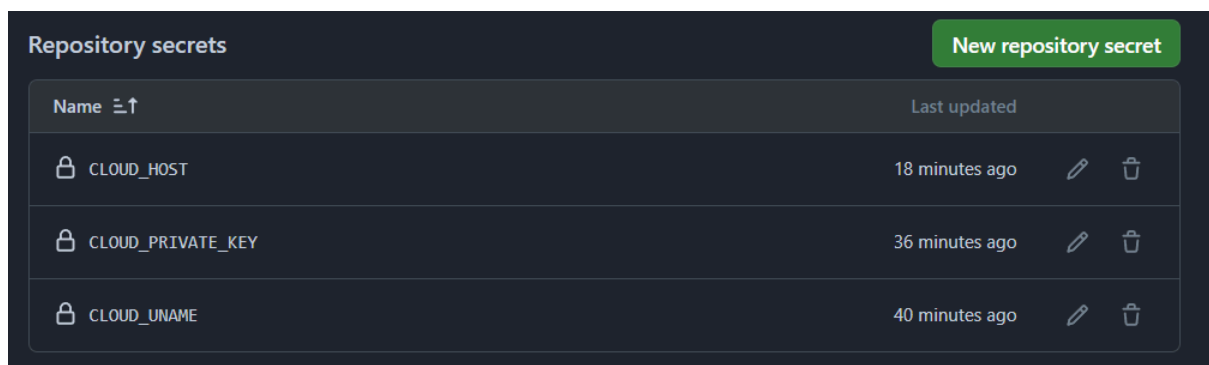 Repository secrets
New repository secret
Name
Last updated
CLOUD_HOST
18 minutes ago
CLOUD_PRIVATE_KEY
36 minutes ago
CLOUD_UNAME
40 minutes ago